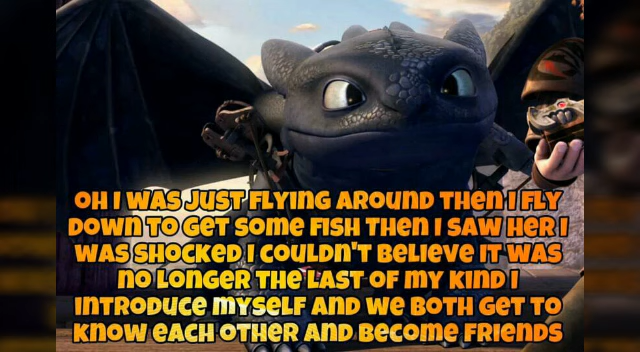 OH I WAS JUST FLYING AROUND THEN I FLY
DOWN TO GET SOME FISH THEN I SAW HER I
WAS SHOCKED I COULDN'T BELIEVE IT WAS
NO LONGER THE LAST OF MY KIND I
INTRODUCE MYSELF AND WE BOTH GET TO
KNOW EACH OTHER AND BECOME FRIENDS